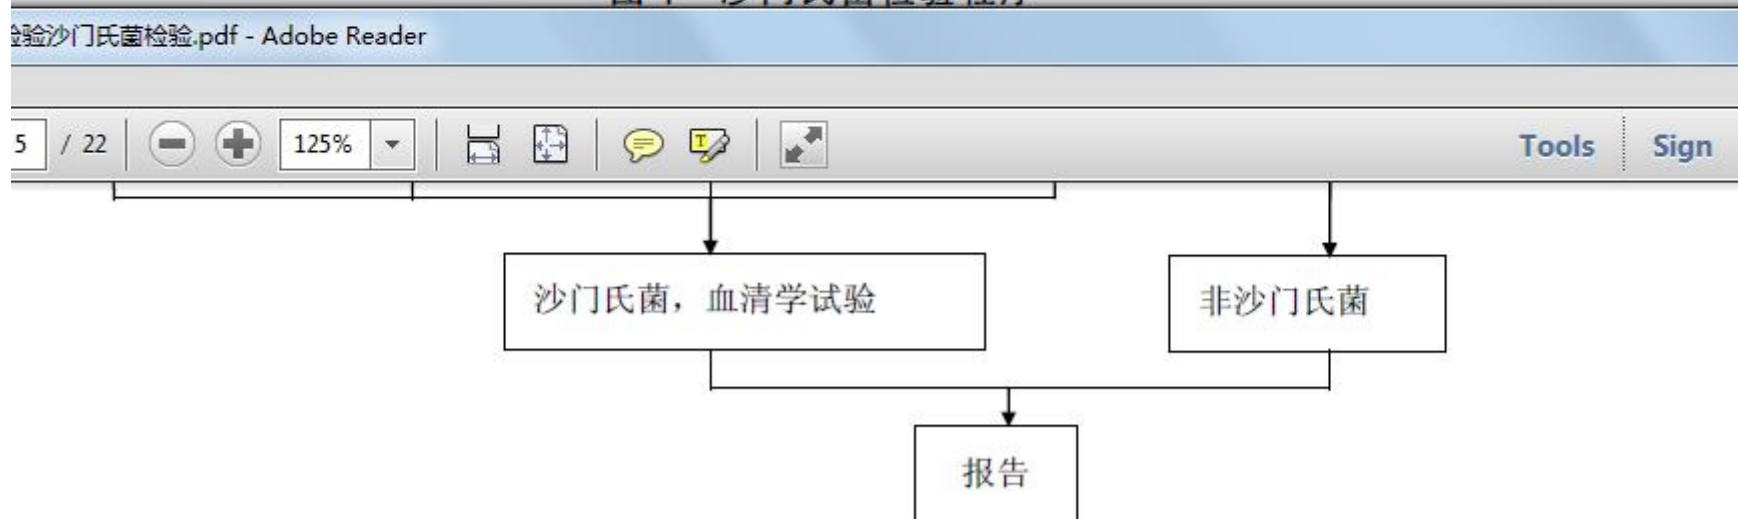 验沙门氏菌检验.pdf - Adobe Reader
5 / 22 125% Tools Sign
沙门氏菌，血清学试验
非沙门氏菌
报告